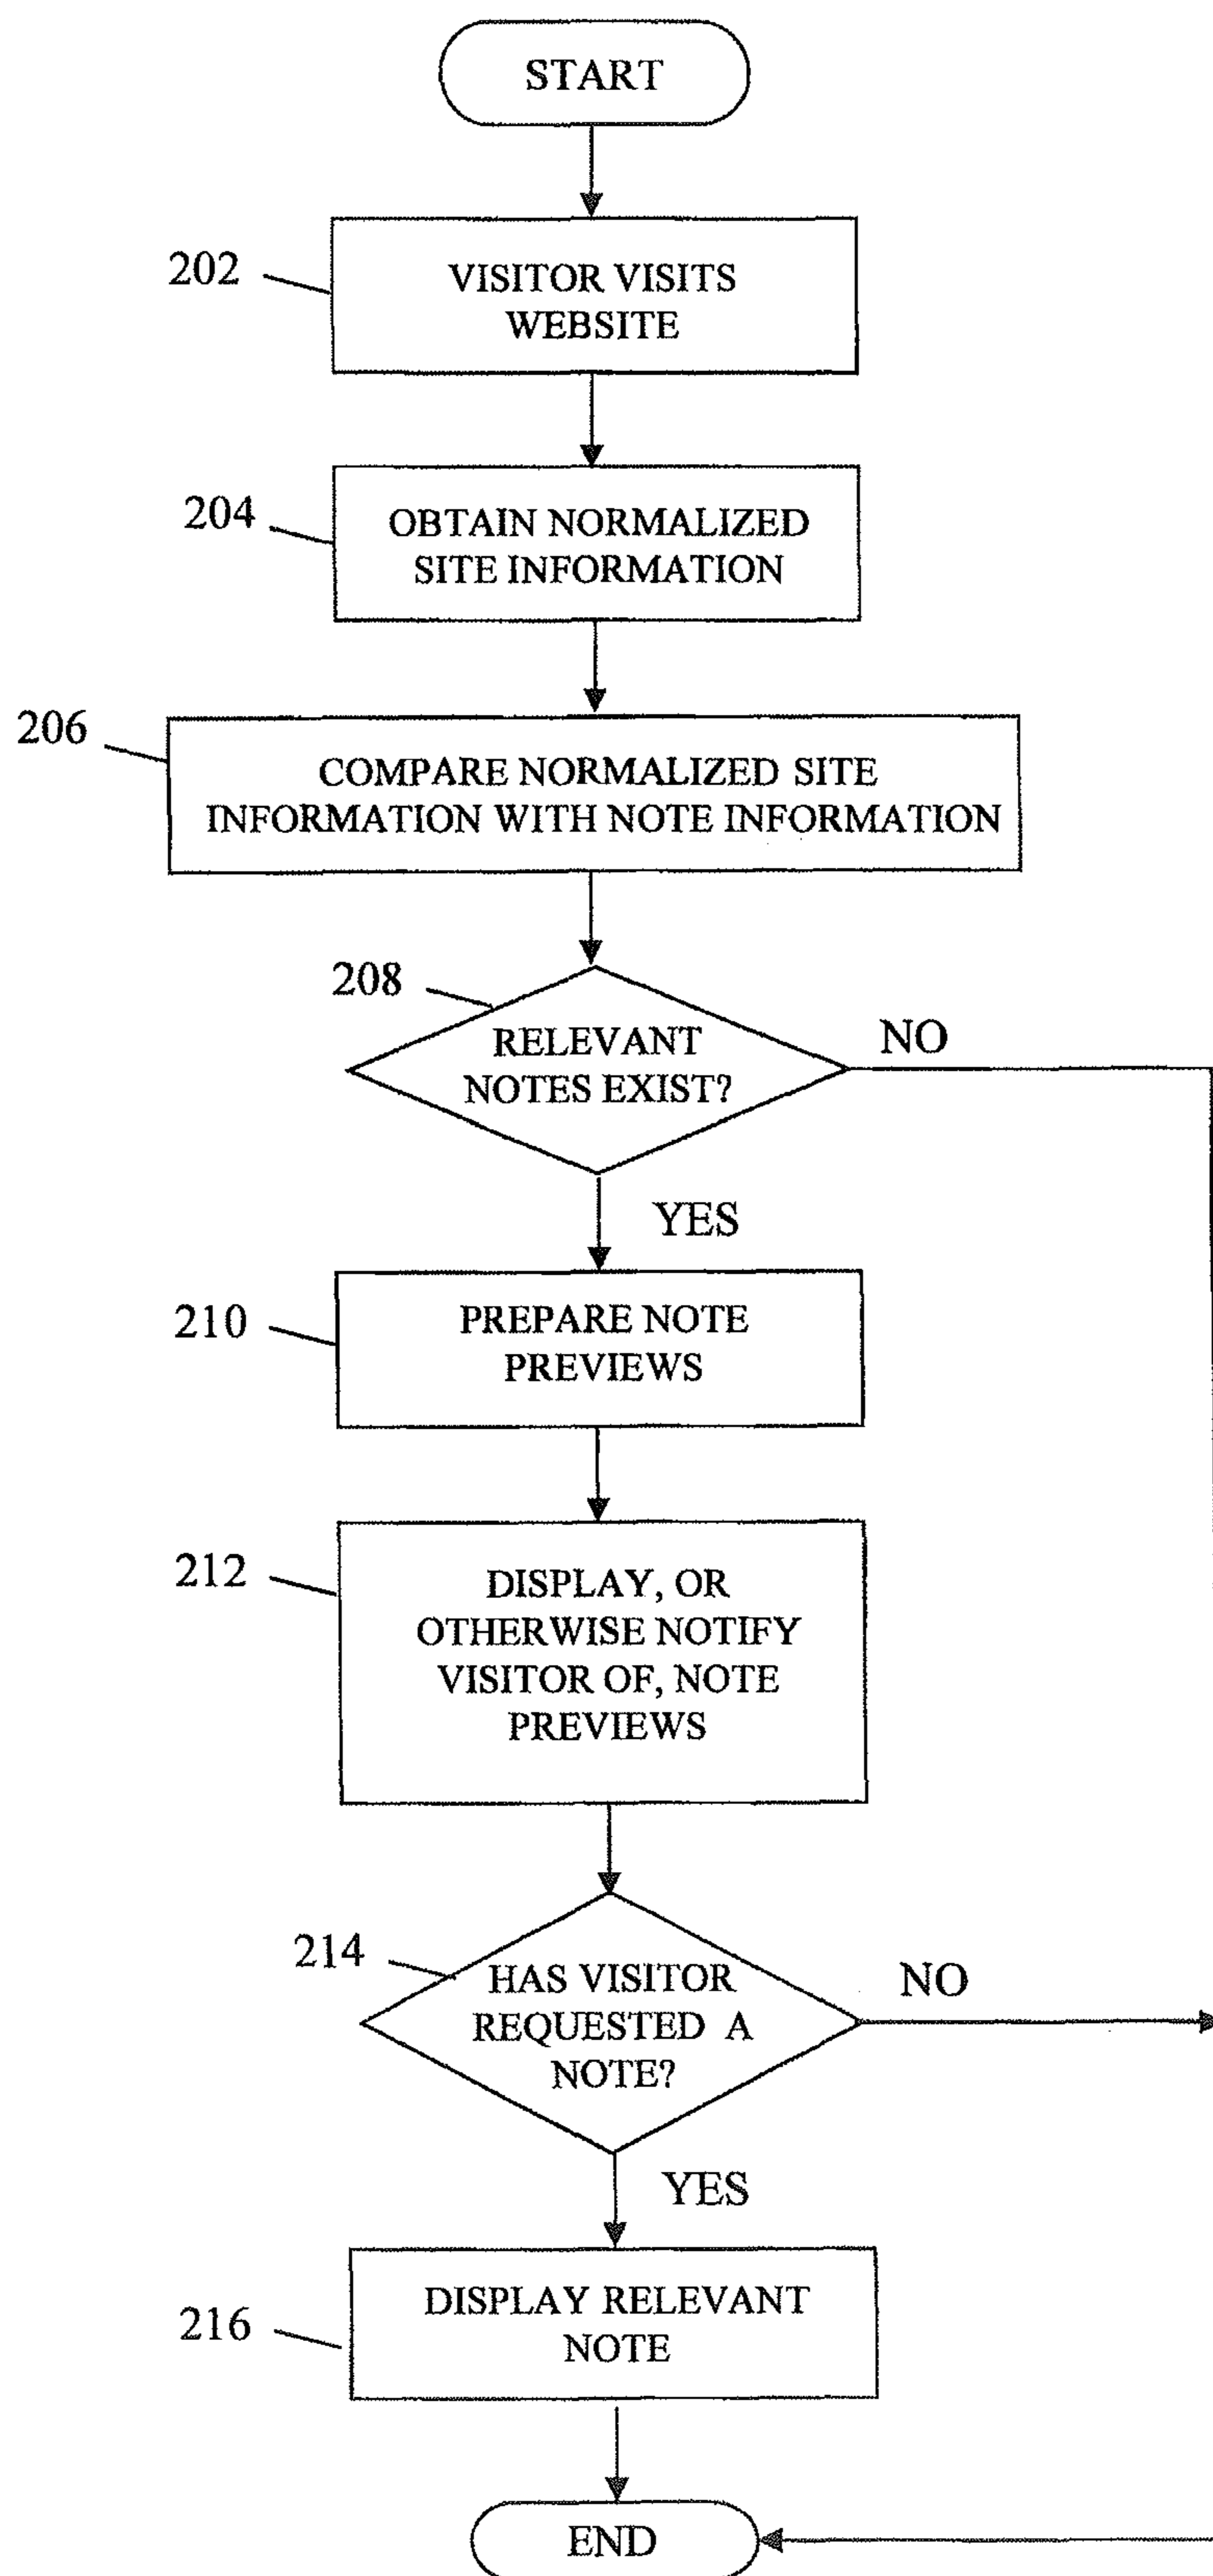 START
202
VISITOR VISITS
WEBSITE
204
OBTAIN NORMALIZED
SITE INFORMATION
206
COMPARE NORMALIZED SITE
INFORMATION WITH NOTE INFORMATION
208
RELEVANT
NOTES EXIST?
NO
YES
210
PREPARE NOTE
PREVIEWS
212
DISPLAY, OR
OTHERWISE NOTIFY
VISITOR OF, NOTE
PREVIEWS
214
HAS VISITOR
REQUESTED A
NOTE?
NO
YES
216
DISPLAY RELEVANT
NOTE
END